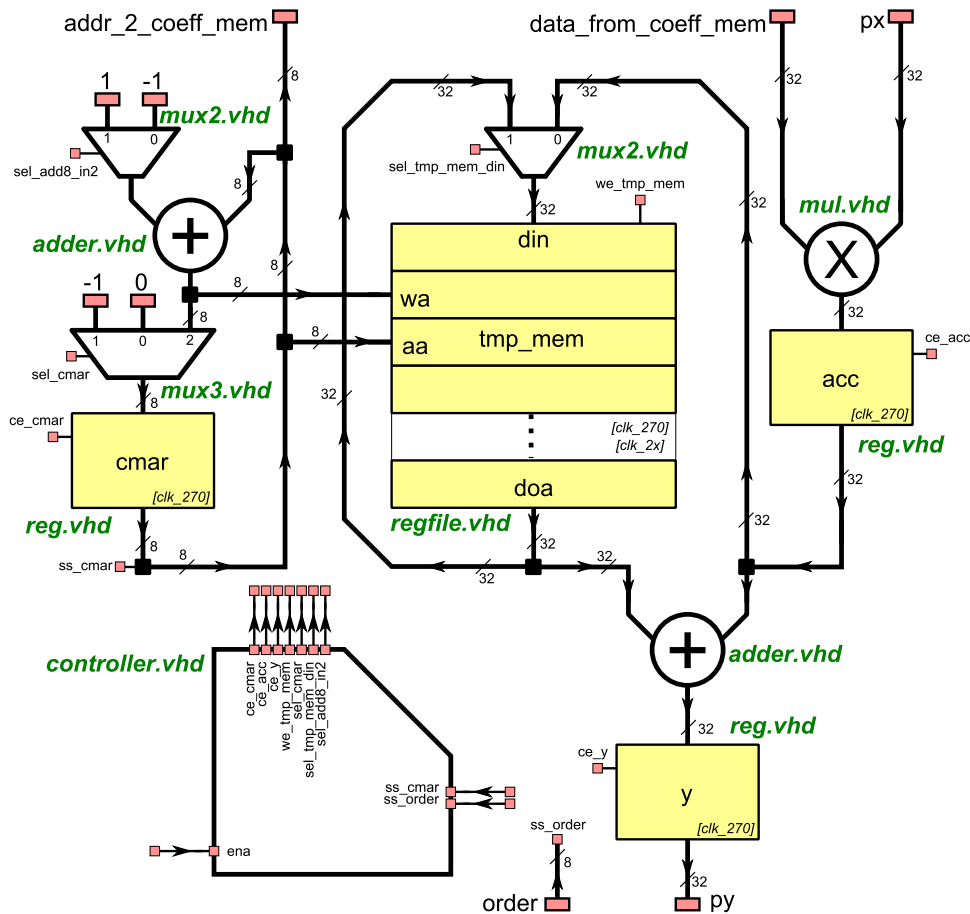 addr_2_coeff_mem
data_from_coeff_mem
px
8
32
32
1
-1
mux2.vhd
1
0
sel_add8_in2
8
32
32
1
0
mux2.vhd
sel_tmp_mem_din
we_tmp_mem
32
32
mul.vhd
X
adder.vhd
+
din
8
-1
0
8
8
wa
32
1
0
2
sel_cmar
mux3.vhd
8
aa
tmp_mem
acc
ce_acc
[clk_270]
8
32
ce_cmar
cmar
[clk_270]
[clk_270]
[clk_2x]
reg.vhd
32
doa
reg.vhd
regfile.vhd
32
8
32
ss_cmar
8
32
32
controller.vhd
ce_cmar
ce_acc
ce_y
we_tmp_mem
sel_cmar
sel_tmp_mem_din
sel_add8_in2
+
adder.vhd
32
reg.vhd
ce_y
y
[clk_270]
ss_cmar
ss_order
ena
ss_order
8
order
32
py